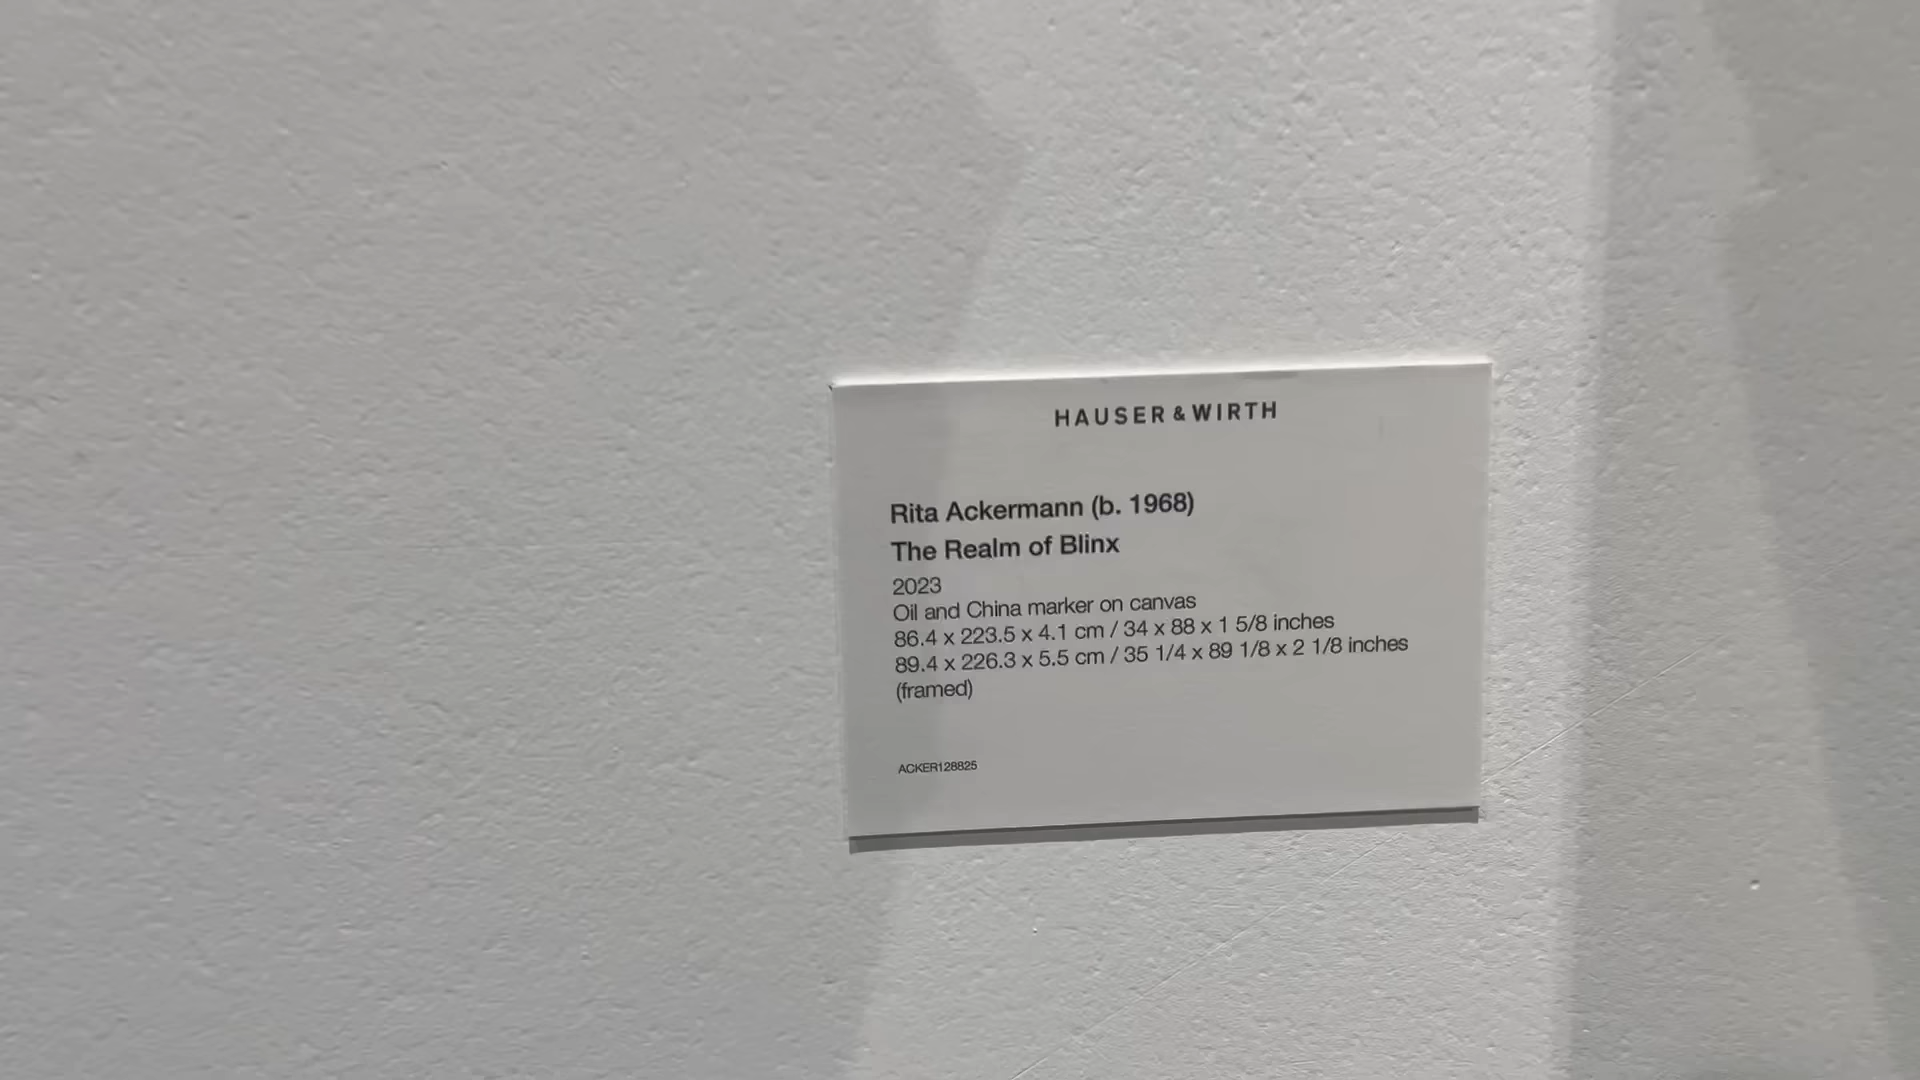 HAUSER & WIRTH
Rita Ackermann (b. 1968)
The Realm of Blinx
2023
Oil and China marker on canvas
86.4 x 223.5 x 4.1 cm / 34 x 88 x 1 5/8 inches
89.4 x 226.3 x 5.5 cm / 35 1/4 x 89 1/8 x 2 1/8 inches
(framed)
ACKER128825